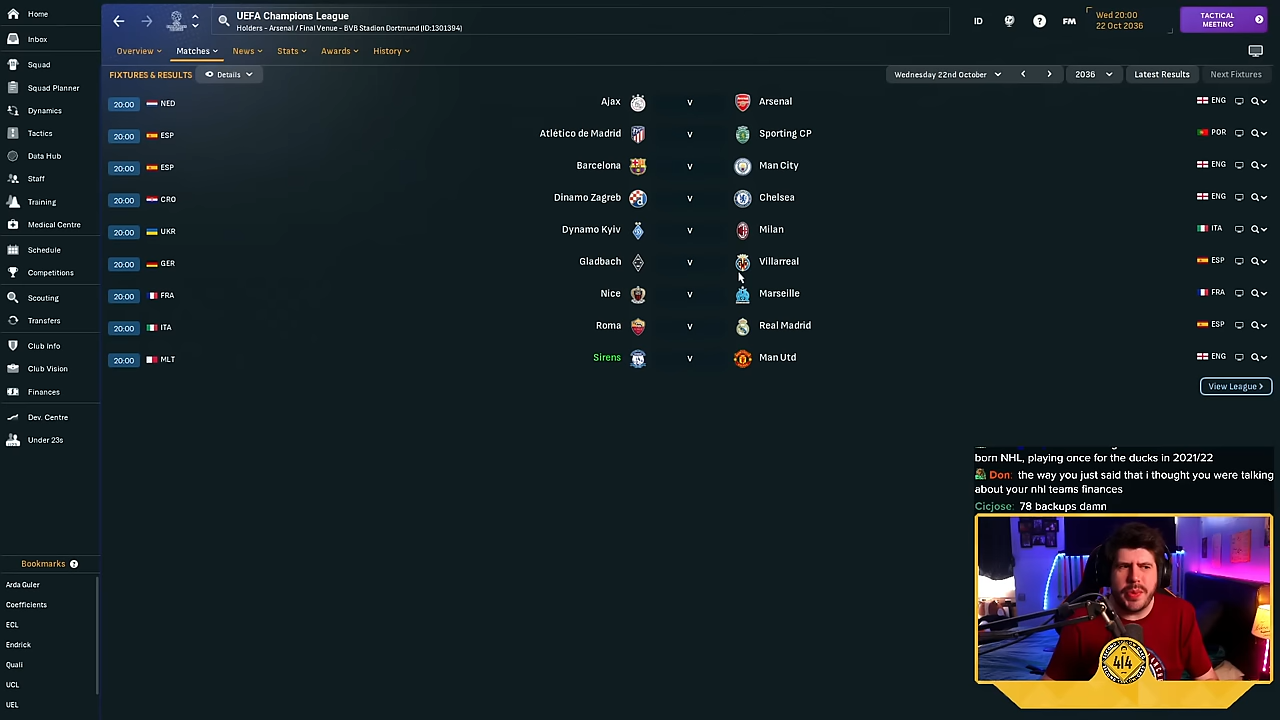 Home
UEFA Champions League
Holders - Arsenal / Final Venue - BVB Stadion Dortmund (ID:1301394)
ID
FM
Wed 20:00
22 Oct 2036
TACTICAL
MEETING
Inbox
Overview
Matches
News
Stats
Awards
History
Squad
FIXTURES & RESULTS
Details
Wednesday 22nd October
2036
Latest Results
Next Fixtures
Squad Planner
Dynamics
Tactics
Data Hub
Staff
Training
Medical Centre
Schedule
Competitions
Scouting
Transfers
Club Info
Club Vision
Finances
Dev. Centre
Under 23s
20:00 NED Ajax v Arsenal ENG
20:00 ESP Atlético de Madrid v Sporting CP POR
20:00 ESP Barcelona v Man City ENG
20:00 CRO Dinamo Zagreb v Chelsea ENG
20:00 UKR Dynamo Kyiv v Milan ITA
20:00 GER Gladbach v Villarreal ESP
20:00 FRA Nice v Marseille FRA
20:00 ITA Roma v Real Madrid ESP
20:00 MLT Sirens v Man Utd ENG
View League >
born NHL, playing once for the ducks in 2021/22
Don: the way you just said that i thought you were talking
about your nhl teams finances
Cicjose: 78 backups damn
Bookmarks
Arda Guler
Coefficients
ECL
Endrick
Quali
UCL
UEL
4|4